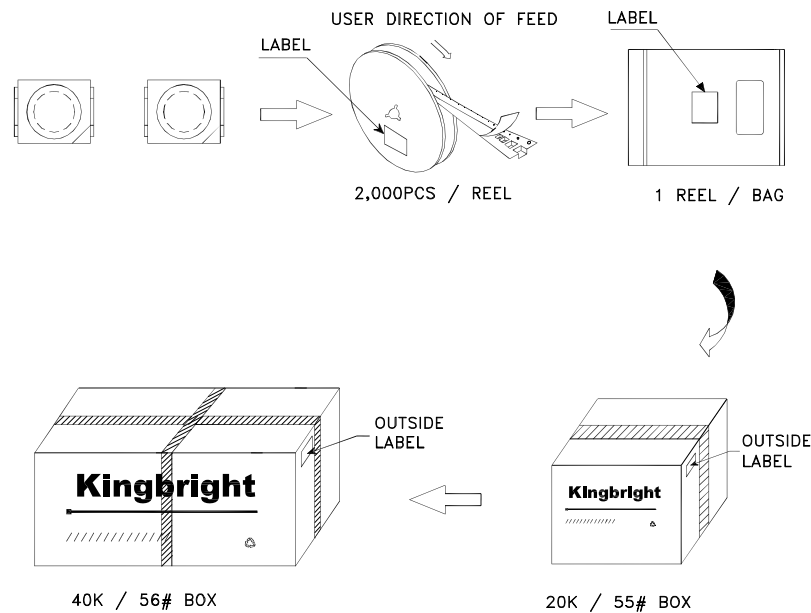 USER DIRECTION OF FEED
LABEL
LABEL
2,000PCS / REEL
1 REEL / BAG
OUTSIDE
LABEL
OUTSIDE
LABEL
Kingbright
Kingbright
40K / 56# BOX
20K / 55# BOX